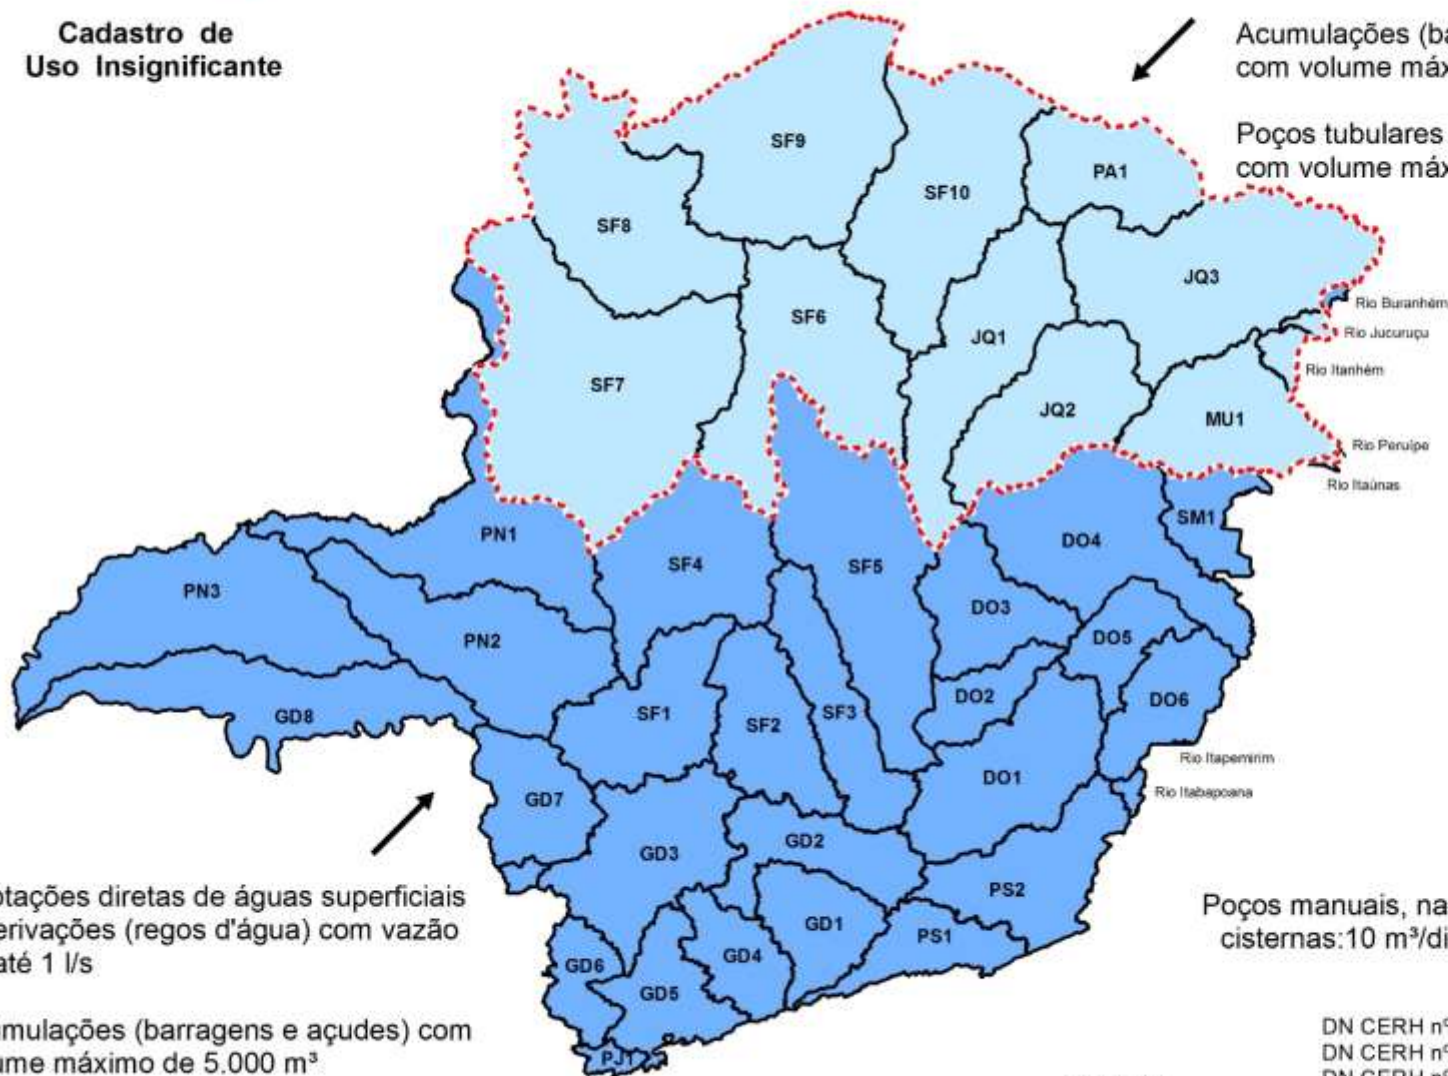 Cadastro de
Uso Insignificante
Acumulações (ba
com volume máx
Poços tubulares
com volume máx
SF9
SF10
PA1
SF8
JQ3
SF6
JQ1
SF7
JQ2
MU1
Rio Buranhém
Rio Jucuruçu
Rio Itanhém
Rio Peruípe
Rio Itaúnas
PN1
SF4
SF5
DO4
SM1
PN3
PN2
DO3
DO5
GD8
SF1
SF2
SF3
DO2
DO6
Rio Itapemirim
Rio Itabapoana
GD7
DO1
GD3
GD2
PS2
GD1
PS1
GD6
GD4
GD5
PJ1
otações diretas de águas superficiais
erivações (regos d'água) com vazão
até 1 l/s
mulações (barragens e açudes) com
ume máximo de 5.000 m³
Poços manuais, na
cisternas:10 m³/di
DN CERH nº
DN CERH nº
DN CERH nº